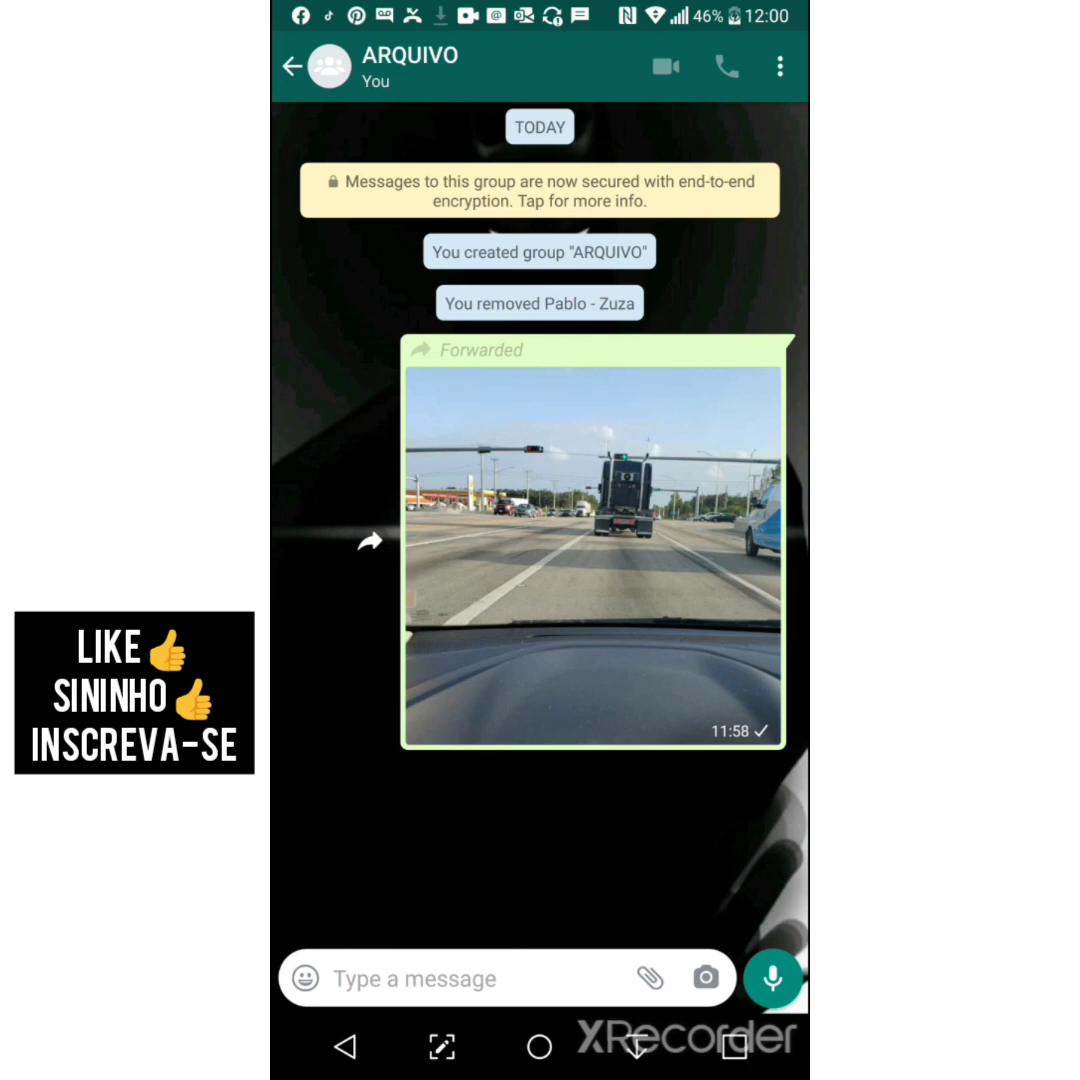 46% 12:00
ARQUIVO
You
TODAY
Messages to this group are now secured with end-to-end
encryption. Tap for more info.
You created group "ARQUIVO"
You removed Pablo - Zuza
Forwarded
11:58
LIKE 👍
SININHO 👍
INSCREVA-SE
Type a message
XRecorder